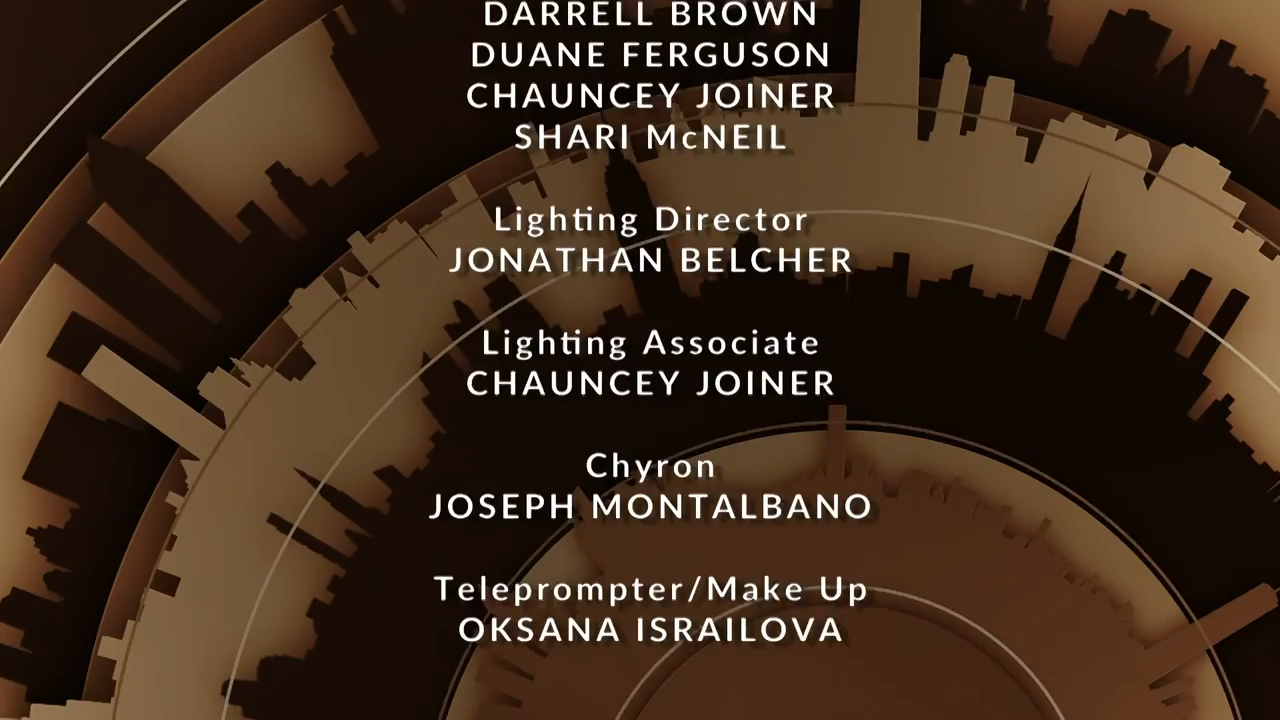 DARRELL BROWN
DUANE FERGUSON
CHAUNCEY JOINER
SHARI McNEIL
Lighting Director
JONATHAN BELCHER
Lighting Associate
CHAUNCEY JOINER
Chyron
JOSEPH MONTALBANO
Teleprompter/Make Up
OKSANA ISRAILOVA